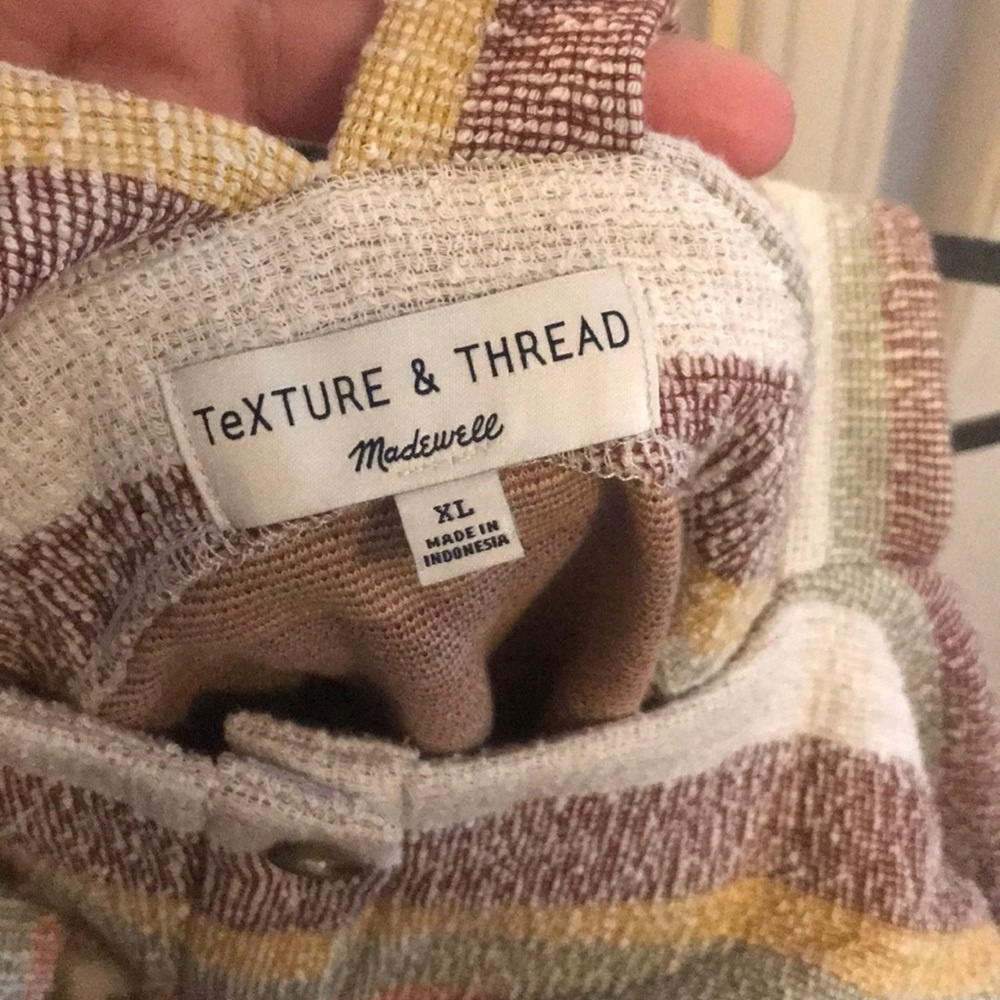 TeXTURE & THREAD
Madewell
XL
MADE IN
INDONESIA